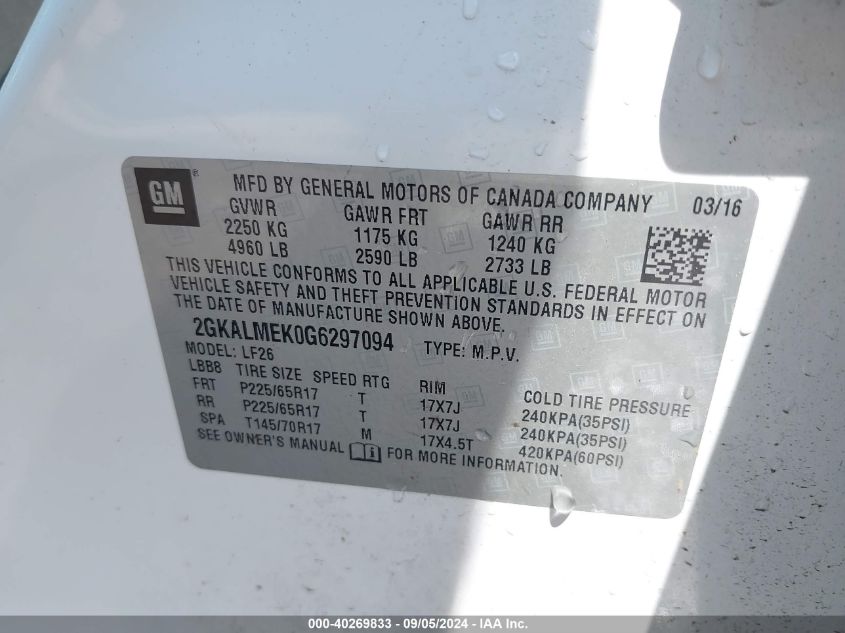 GM ®
MFD BY GENERAL MOTORS OF CANADA COMPANY 03/16
GVWR GAWR FRT GAWR RR
2250 KG 1175 KG 1240 KG
4960 LB 2590 LB 2733 LB
THIS VEHICLE CONFORMS TO ALL APPLICABLE U.S. FEDERAL MOTOR
VEHICLE SAFETY AND THEFT PREVENTION STANDARDS IN EFFECT ON
THE DATE OF MANUFACTURE SHOWN ABOVE.
2GKALMEK0G6297094 TYPE: M.P.V.
MODEL: LF26
LBB8 TIRE SIZE SPEED RTG RIM COLD TIRE PRESSURE
FRT P225/65R17 T 17X7J 240KPA(35PSI)
RR P225/65R17 T 17X7J 240KPA(35PSI)
SPA T145/70R17 M 17X4.5T 420KPA(60PSI)
SEE OWNER'S MANUAL FOR MORE INFORMATION.
000-40269833 - 09/05/2024 - IAA Inc.